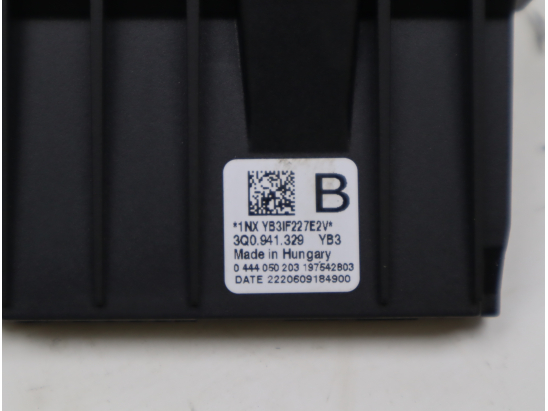 B
*1NX YB3IF227E2V*
3Q0.941.329 YB3
Made in Hungary
0 444 050 203 197542803
DATE 2220609184900